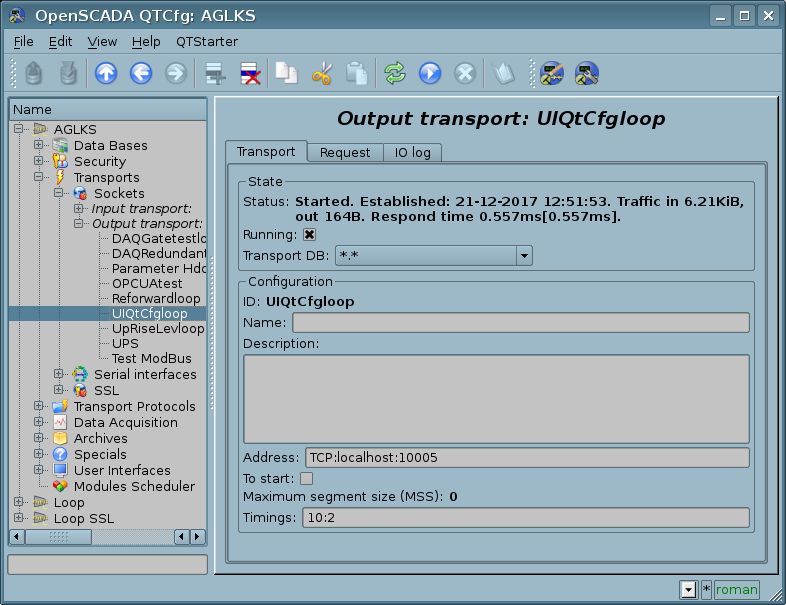 OpenSCADA QTCfg: AGLKS
File Edit View Help QTStarter
Name
AGLKS
Data Bases
Security
Transports
Sockets
Input transport:
Output transport:
DAQGatetestlo
DAQRedundant
Parameter Hdd
OPCUAtest
Reforwardloop
UIQtCfgloop
UpRiseLevloop
UPS
Test ModBus
Serial interfaces
SSL
Transport Protocols
Data Acquisition
Archives
Specials
User Interfaces
Modules Scheduler
Loop
Loop SSL
Output transport: UIQtCfgloop
Transport Request IO log
State
Status: Started. Established: 21-12-2017 12:51:53. Traffic in 6.21KiB,
out 164B. Respond time 0.557ms[0.557ms].
Running:
Transport DB: *.*
Configuration
ID: UIQtCfgloop
Name:
Description:
Address: TCP:localhost:10005
To start:
Maximum segment size (MSS): 0
Timings: 10:2
* roman